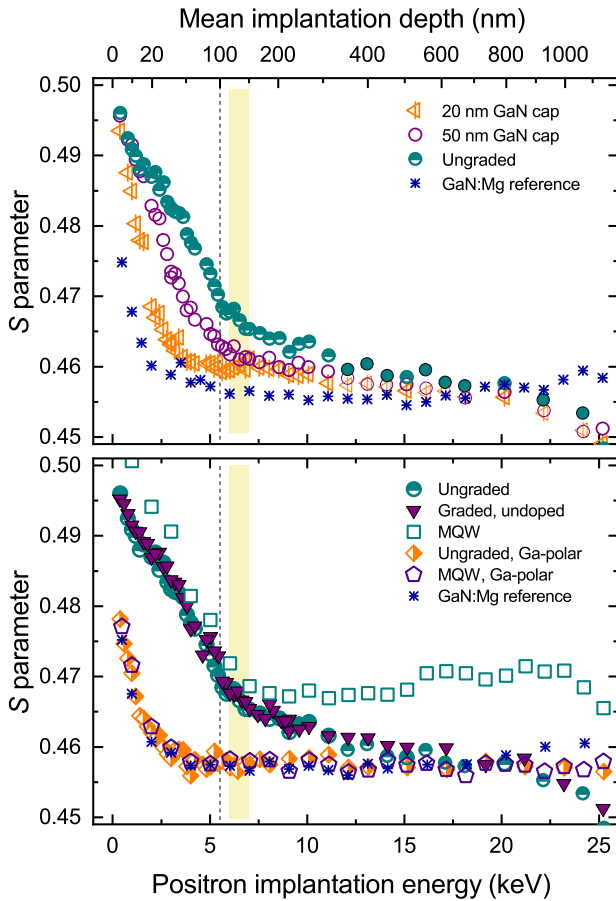 Mean implantation depth (nm)
0 20 100 200 400 600 800 1000
0.50
0.49
0.48
0.47
0.46
0.45
S parameter
20 nm GaN cap
50 nm GaN cap
Ungraded
GaN:Mg reference
0.50
0.49
0.48
0.47
0.46
0.45
S parameter
Ungraded
Graded, undoped
MQW
Ungraded, Ga-polar
MQW, Ga-polar
GaN:Mg reference
0 5 10 15 20 25
Positron implantation energy (keV)